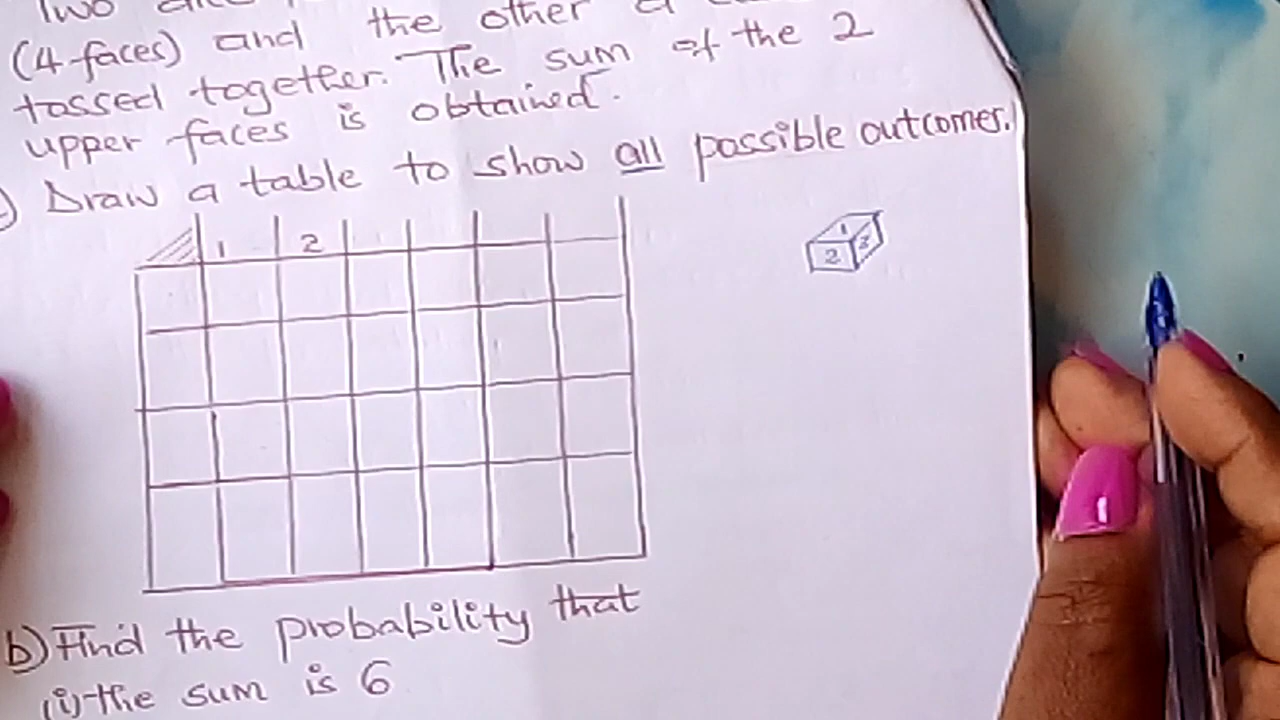 (4 faces) and the other
tossed together. The sum of the 2
upper faces is obtained.
) Draw a table to show all possible outcomes.
1 2
1
2 3
b) Find the probability that
(i) the sum is 6